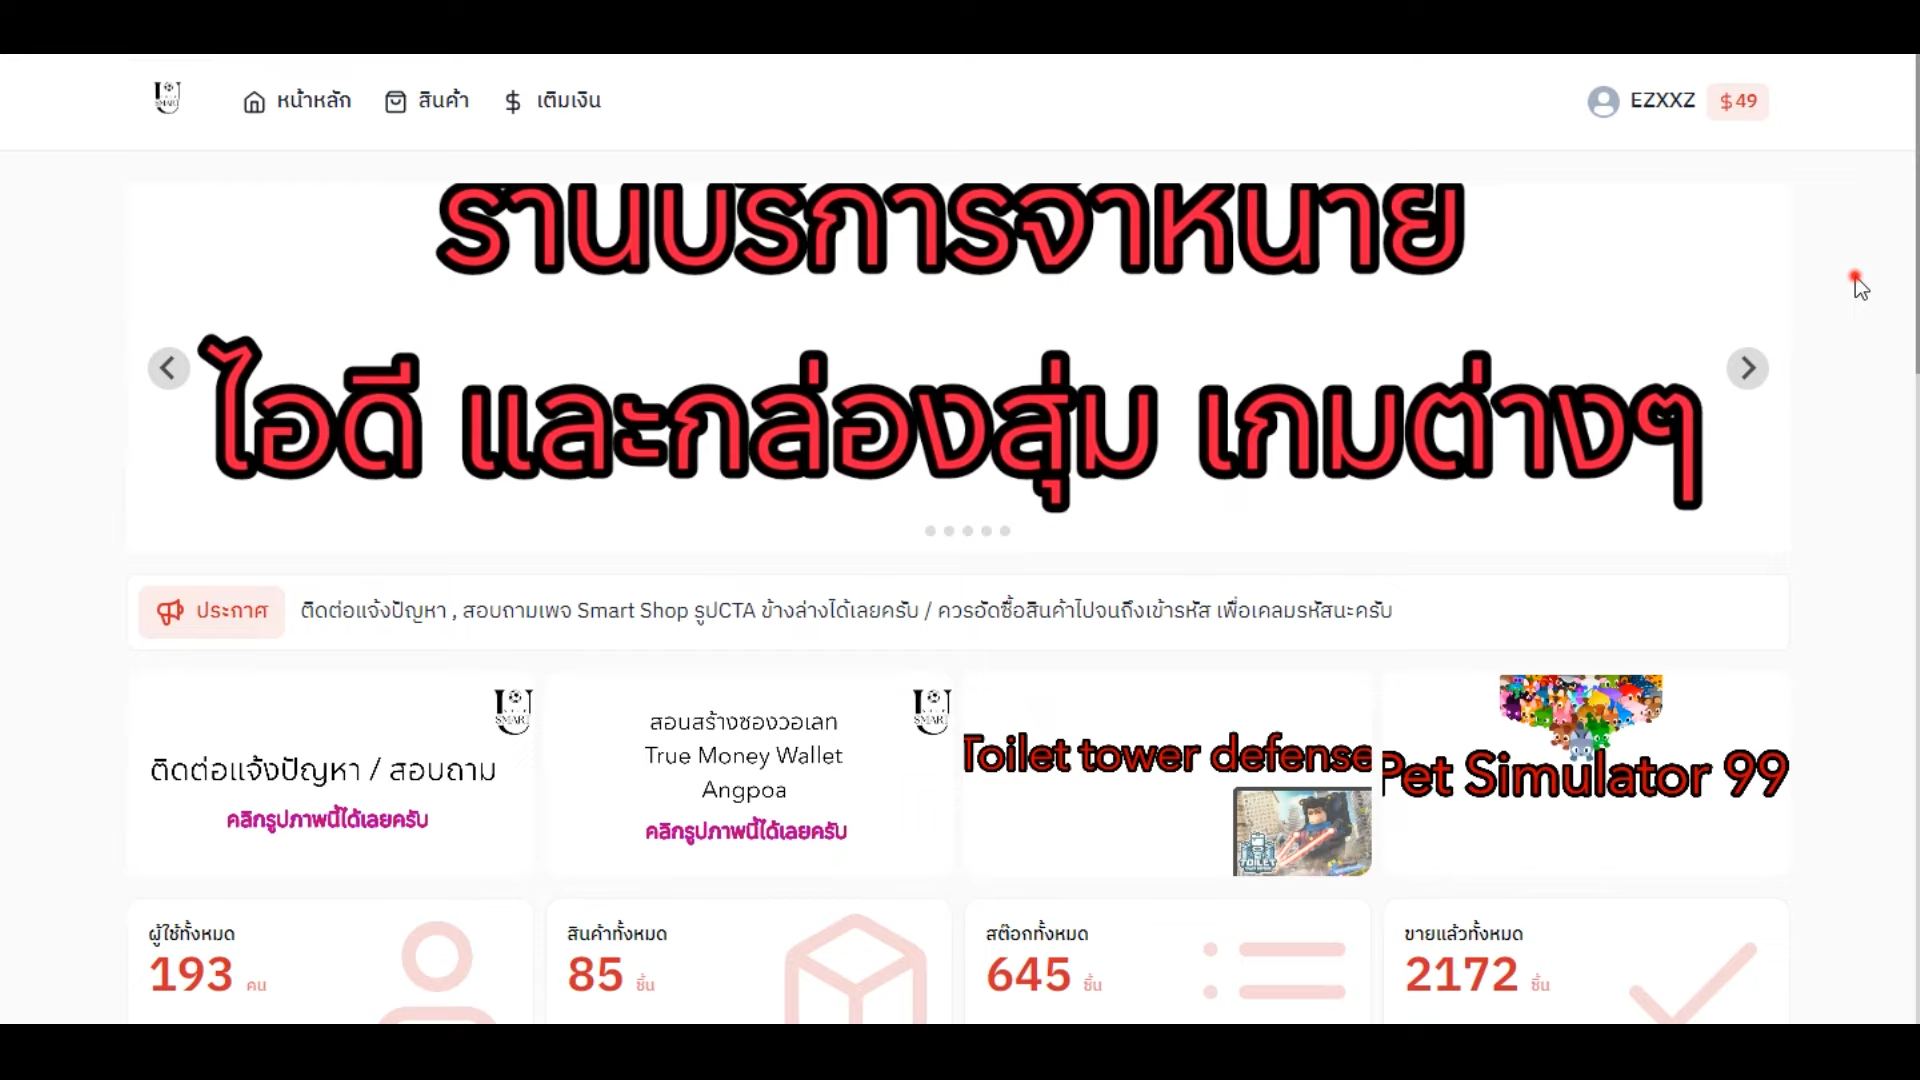 หน้าหลัก สินค้า เติมเงิน EZXXZ $49
ร้านบริการจำหน่าย
ไอดี และกล่องสุ่ม เกมต่างๆ
ประกาศ ติดต่อแจ้งปัญหา , สอบถามเพจ Smart Shop รูปCTA ข้างล่างได้เลยครับ / ควรอัดซื้อสินค้าไปจนถึงเข้ารหัส เพื่อเคลมรหัสนะครับ
SMART
ติดต่อแจ้งปัญหา / สอบถาม
คลิกรูปภาพนี้ได้เลยครับ
SMART
สอนสร้างซองวอเลท
True Money Wallet
Angpoa
คลิกรูปภาพนี้ได้เลยครับ
Toilet tower defense
TOILET
Pet Simulator 99
ผู้ใช้ทั้งหมด
193 คน
สินค้าทั้งหมด
85 ชิ้น
สต๊อกทั้งหมด
645 ชิ้น
ขายแล้วทั้งหมด
2172 ชิ้น